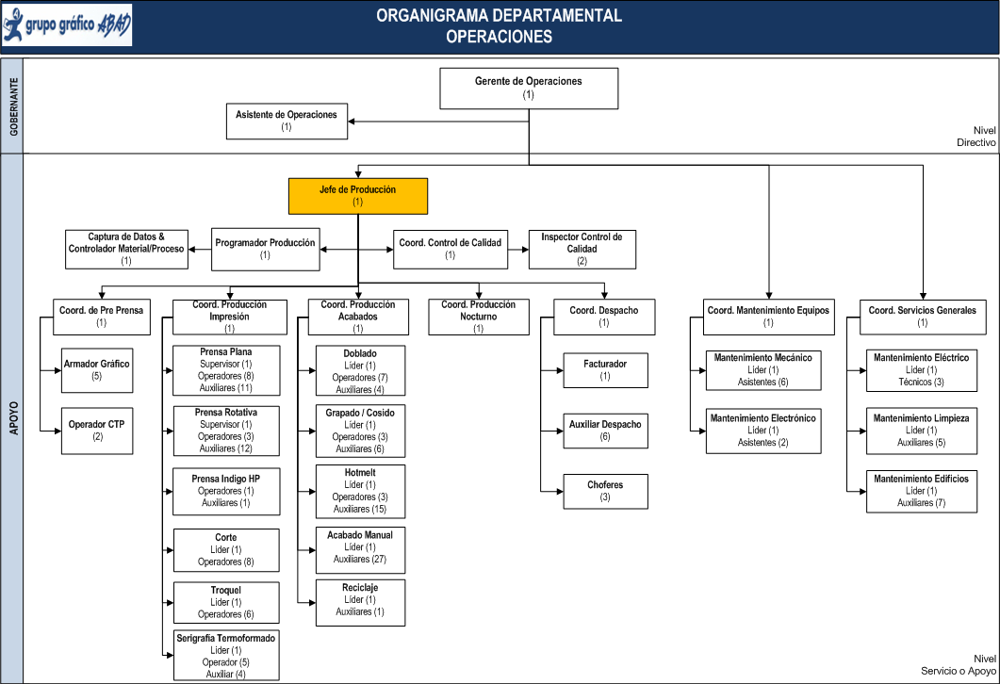 grupo gráfico ABAD
ORGANIGRAMA DEPARTAMENTAL
OPERACIONES
GOBERNANTE
Gerente de Operaciones
(1)
Asistente de Operaciones
(1)
Nivel
Directivo
APOYO
Jefe de Producción
(1)
Captura de Datos &
Controlador Material/Proceso
(1)
Programador Producción
(1)
Coord. Control de Calidad
(1)
Inspector Control de
Calidad
(2)
Coord. de Pre Prensa
(1)
Armador Gráfico
(5)
Operador CTP
(2)
Coord. Producción
Impresión
(1)
Prensa Plana
Supervisor (1)
Operadores (8)
Auxiliares (11)
Prensa Rotativa
Supervisor (1)
Operadores (3)
Auxiliares (12)
Prensa Indigo HP
Operadores (1)
Auxiliares (1)
Corte
Líder (1)
Operadores (8)
Troquel
Líder (1)
Operadores (6)
Serigrafía Termoformado
Líder (1)
Operador (5)
Auxiliar (4)
Coord. Producción
Acabados
(1)
Doblado
Líder (1)
Operadores (7)
Auxiliares (4)
Grapado / Cosido
Líder (1)
Operadores (3)
Auxiliares (6)
Hotmelt
Líder (1)
Operadores (3)
Auxiliares (15)
Acabado Manual
Líder (1)
Auxiliares (27)
Reciclaje
Líder (1)
Auxiliares (1)
Coord. Producción
Nocturno
(1)
Coord. Despacho
(1)
Facturador
(1)
Auxiliar Despacho
(6)
Choferes
(3)
Coord. Mantenimiento Equipos
(1)
Mantenimiento Mecánico
Líder (1)
Asistentes (6)
Mantenimiento Electrónico
Líder (1)
Asistentes (2)
Coord. Servicios Generales
(1)
Mantenimiento Eléctrico
Líder (1)
Técnicos (3)
Mantenimiento Limpieza
Líder (1)
Auxiliares (5)
Mantenimiento Edificios
Líder (1)
Auxiliares (7)
Nivel
Servicio o Apoyo